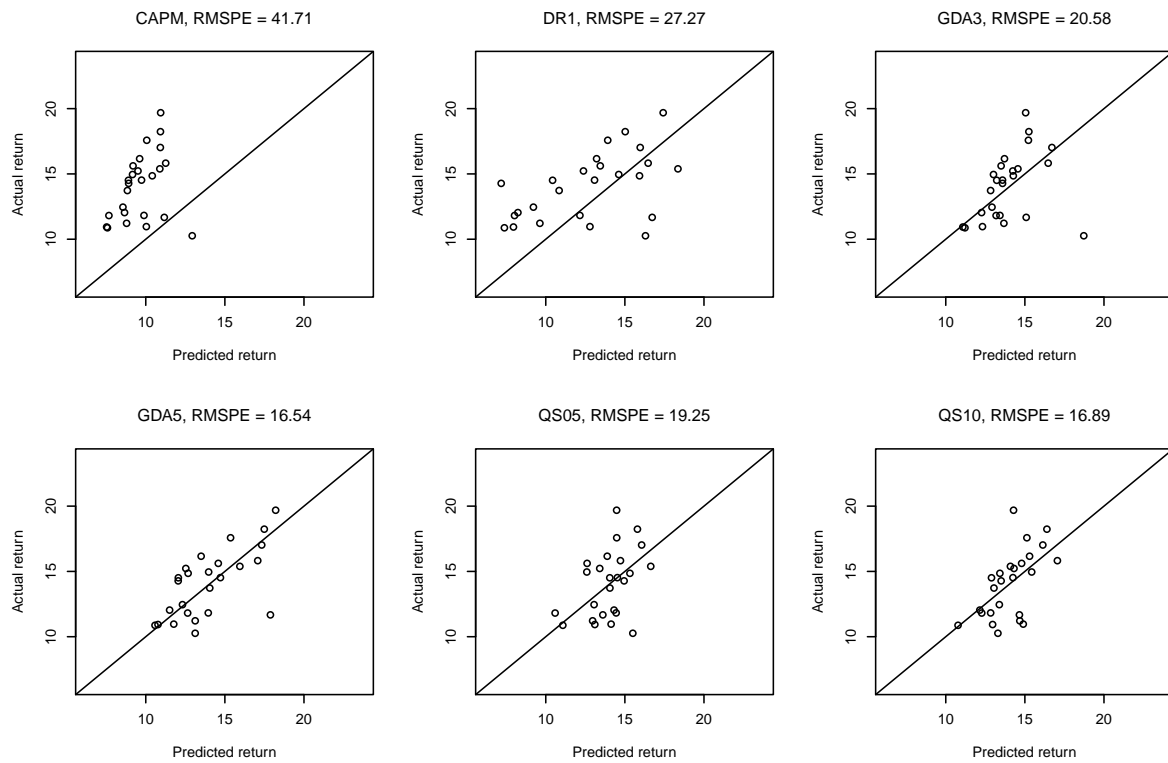 CAPM, RMSPE = 41.71
Actual return
20
15
10
10 15 20
Predicted return
DR1, RMSPE = 27.27
Actual return
20
15
10
10 15 20
Predicted return
GDA3, RMSPE = 20.58
Actual return
20
15
10
10 15 20
Predicted return
GDA5, RMSPE = 16.54
Actual return
20
15
10
10 15 20
Predicted return
QS05, RMSPE = 19.25
Actual return
20
15
10
10 15 20
Predicted return
QS10, RMSPE = 16.89
Actual return
20
15
10
10 15 20
Predicted return